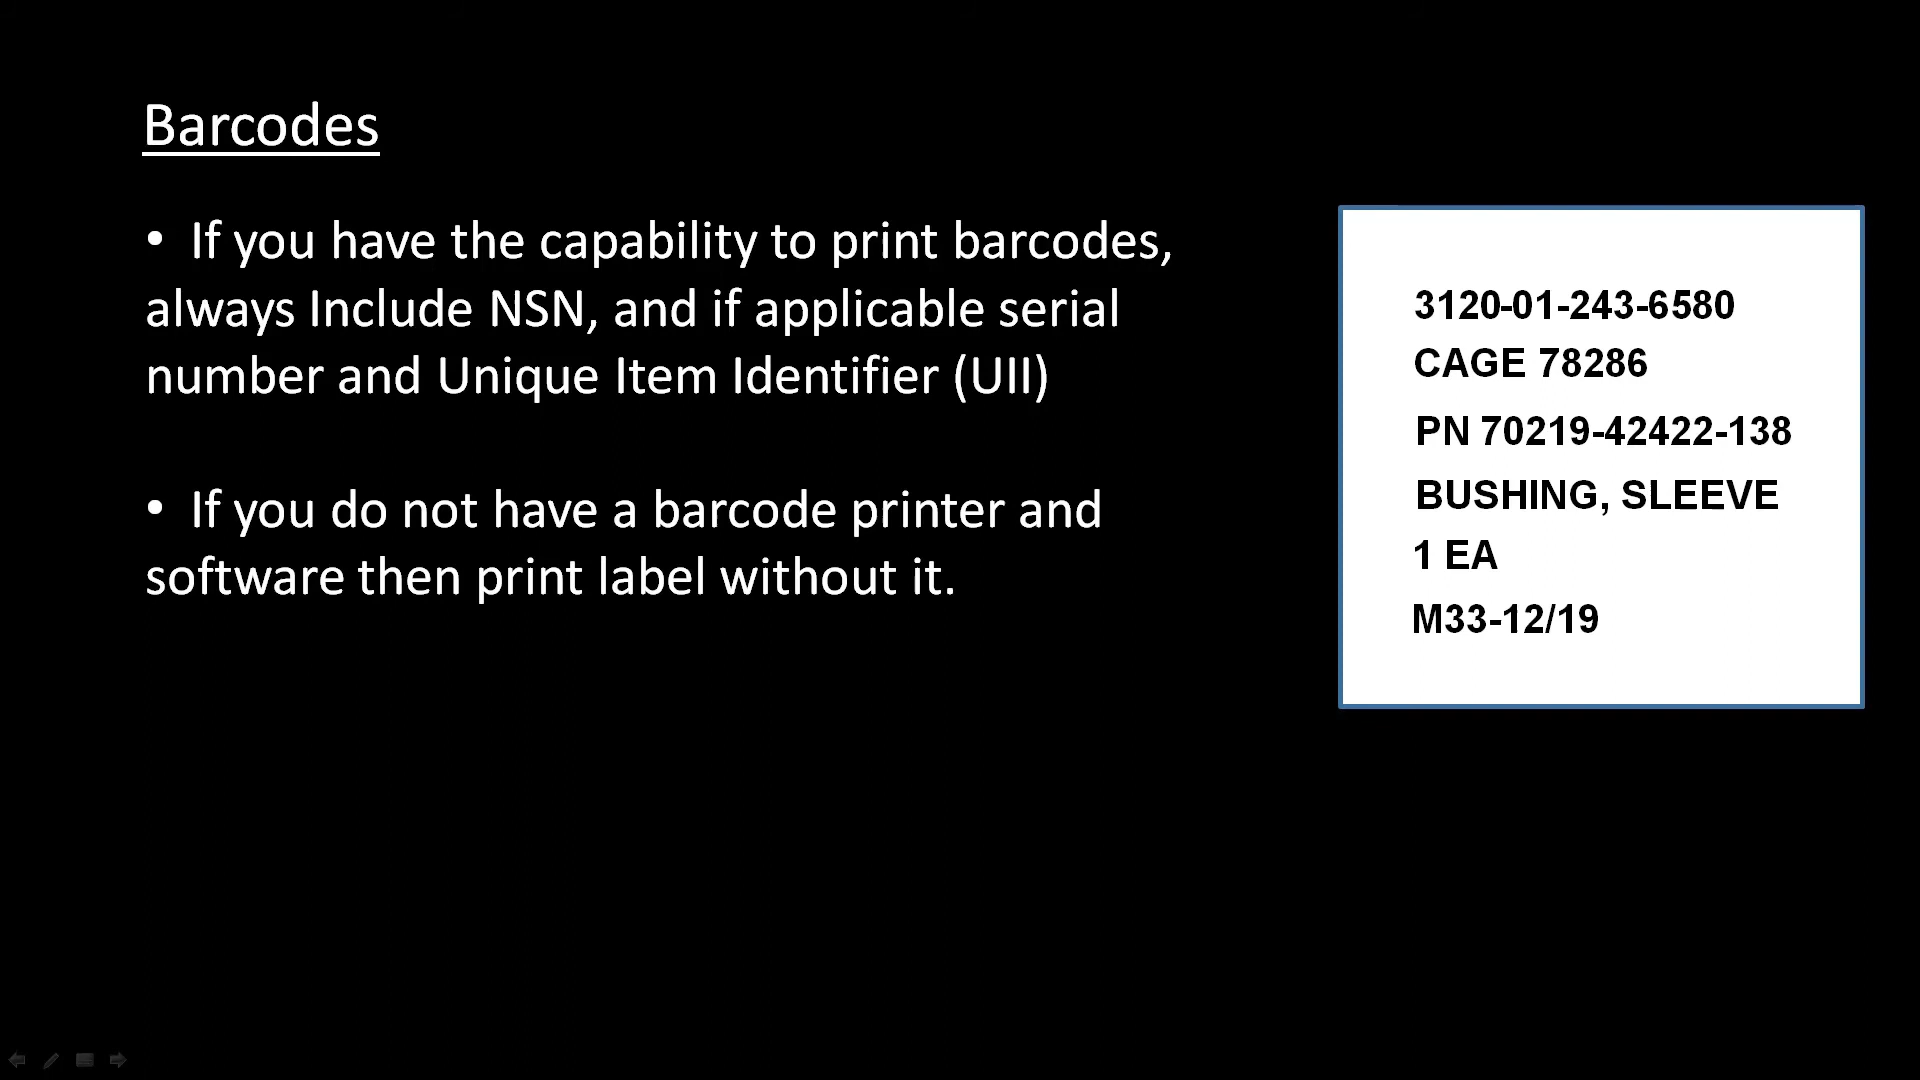 Barcodes
• If you have the capability to print barcodes,
always Include NSN, and if applicable serial
number and Unique Item Identifier (UII)
• If you do not have a barcode printer and
software then print label without it.
3120-01-243-6580
CAGE 78286
PN 70219-42422-138
BUSHING, SLEEVE
1 EA
M33-12/19